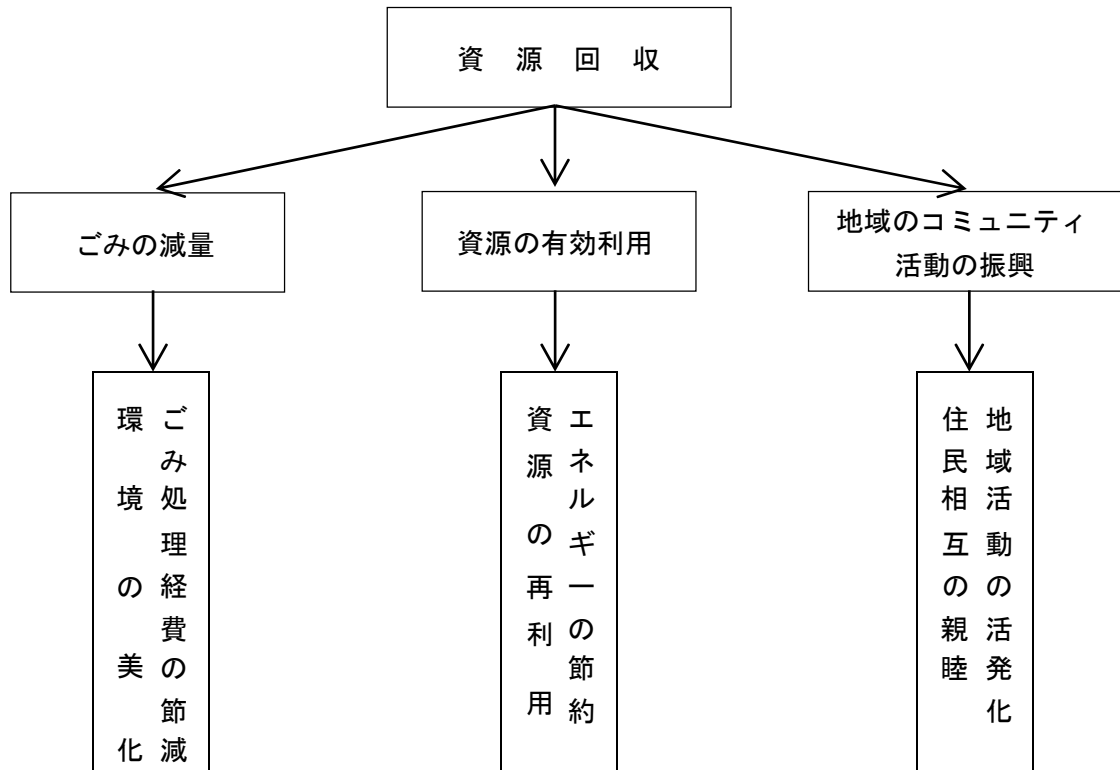 資源回収
ごみの減量
資源の有効利用
地域のコミュニティ
活動の振興
ごみ処理経費の節減
環境の美化
エネルギーの節約
資源の再利用
地域活動の活発化
住民相互の親睦